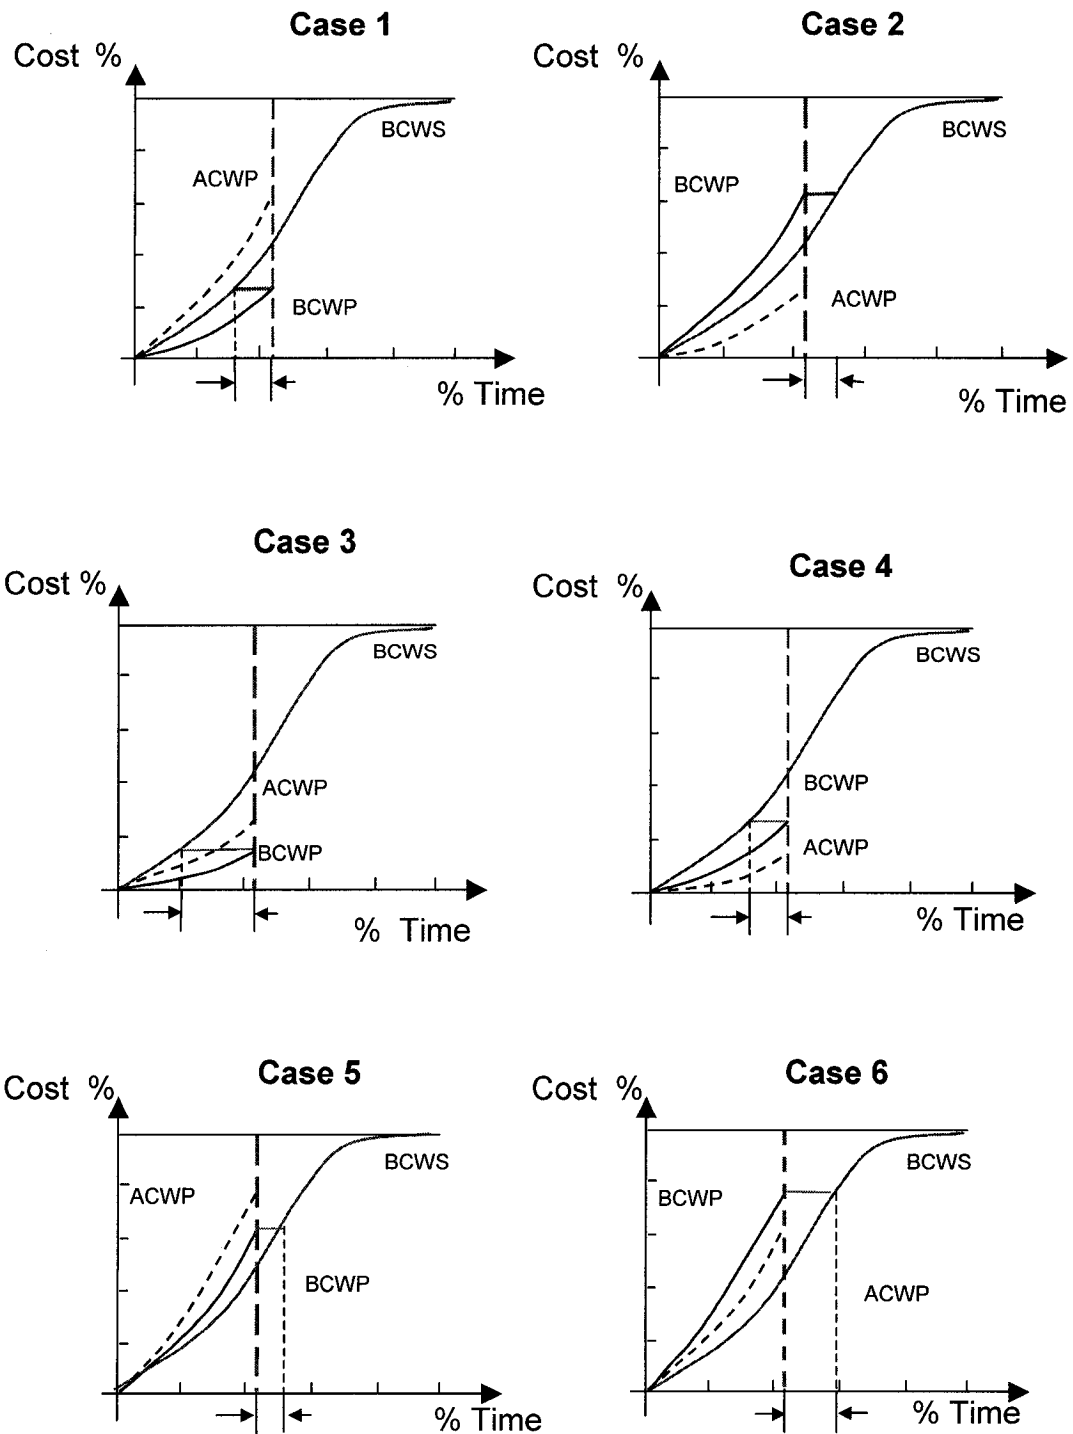 Case 1
Cost %
BCWS
ACWP
BCWP
% Time
Case 2
Cost %
BCWS
BCWP
ACWP
% Time
Case 3
Cost %
BCWS
ACWP
BCWP
% Time
Case 4
Cost %
BCWS
BCWP
ACWP
% Time
Case 5
Cost %
BCWS
ACWP
BCWP
% Time
Case 6
Cost %
BCWS
BCWP
ACWP
% Time